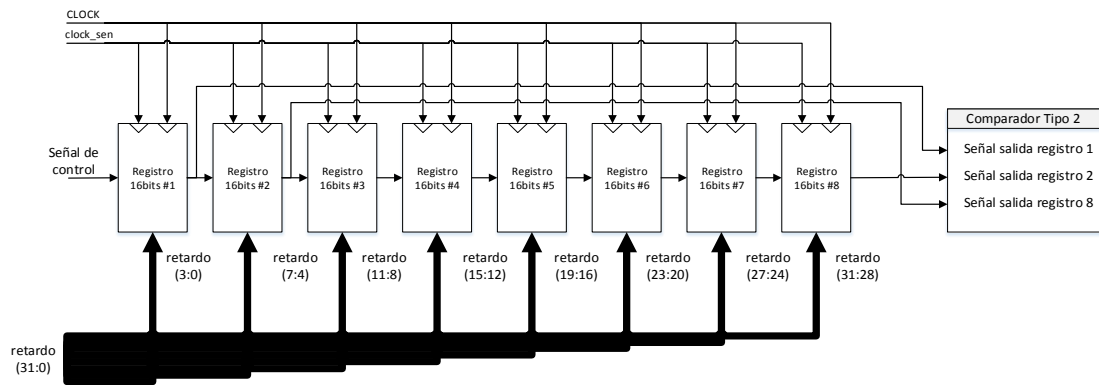 CLOCK
clock_sen
Señal de
control
Registro
16bits #1
Registro
16bits #2
Registro
16bits #3
Registro
16bits #4
Registro
16bits #5
Registro
16bits #6
Registro
16bits #7
Registro
16bits #8
Comparador Tipo 2
Señal salida registro 1
Señal salida registro 2
Señal salida registro 8
retardo
(3:0)
retardo
(7:4)
retardo
(11:8)
retardo
(15:12)
retardo
(19:16)
retardo
(23:20)
retardo
(27:24)
retardo
(31:28)
retardo
(31:0)